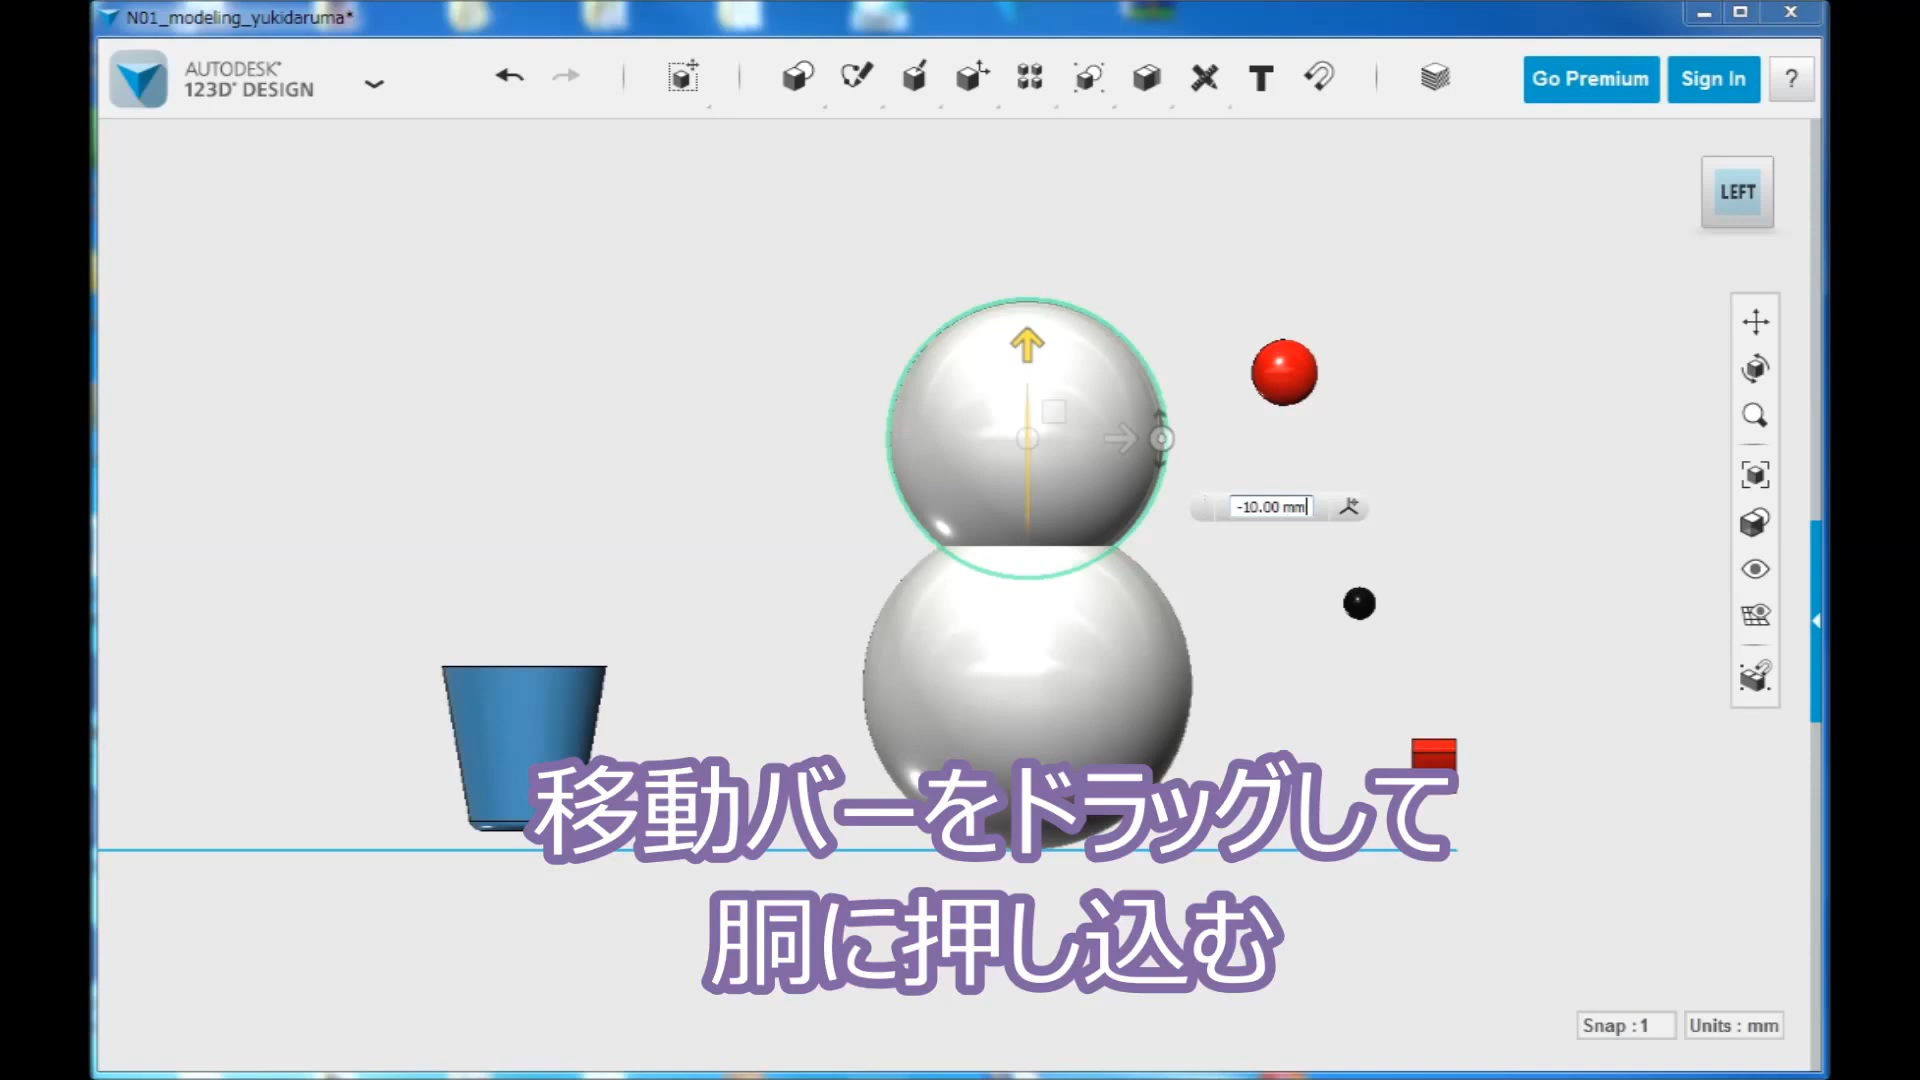 N01_modeling_yukidaruma*
AUTODESK®
123D® DESIGN
Go Premium
Sign In
?
LEFT
-10.00 mm
移動バーをドラッグして
胴に押し込む
Snap : 1
Units : mm